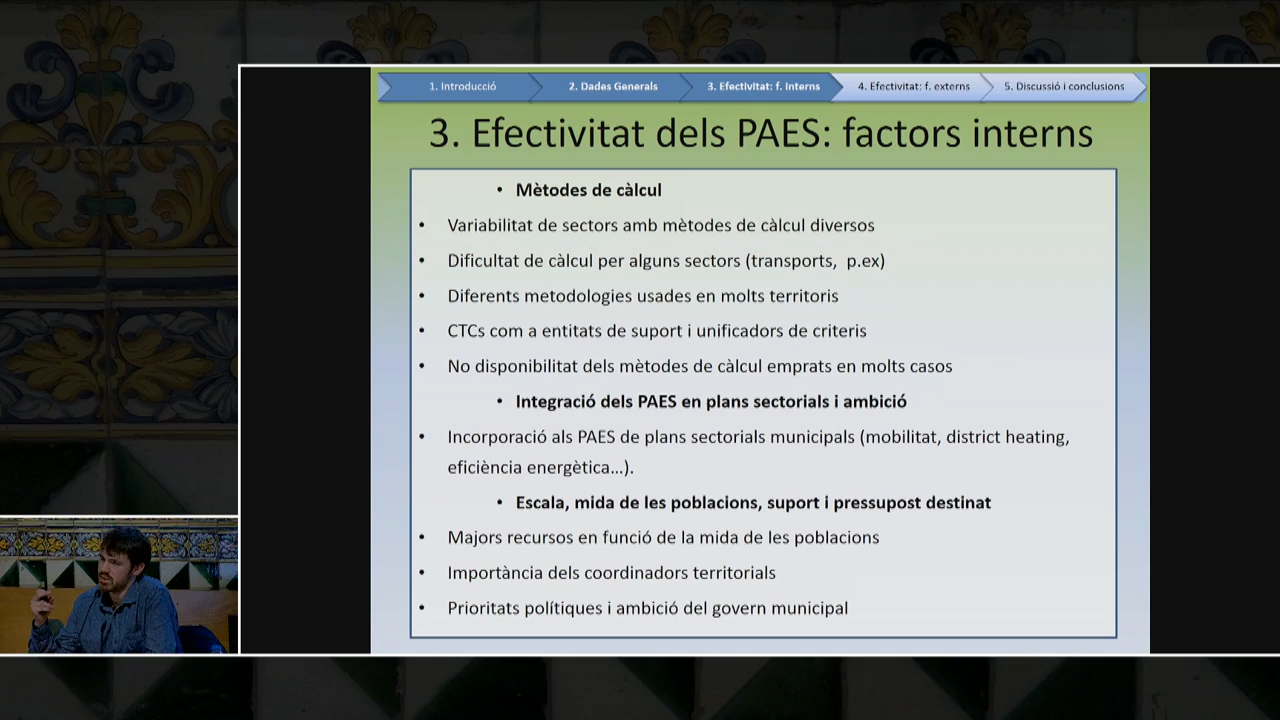 1. Introducció
2. Dades Generals
3. Efectivitat: f. Interns
4. Efectivitat: f. externs
5. Discussió i conclusions
3. Efectivitat dels PAES: factors interns
• Mètodes de càlcul
• Variabilitat de sectors amb mètodes de càlcul diversos
• Dificultat de càlcul per alguns sectors (transports, p.ex)
• Diferents metodologies usades en molts territoris
• CTCs com a entitats de suport i unificadors de criteris
• No disponibilitat dels mètodes de càlcul emprats en molts casos
• Integració dels PAES en plans sectorials i ambició
• Incorporació als PAES de plans sectorials municipals (mobilitat, district heating,
eficiència energètica...).
• Escala, mida de les poblacions, suport i pressupost destinat
• Majors recursos en funció de la mida de les poblacions
• Importància dels coordinadors territorials
• Prioritats polítiques i ambició del govern municipal